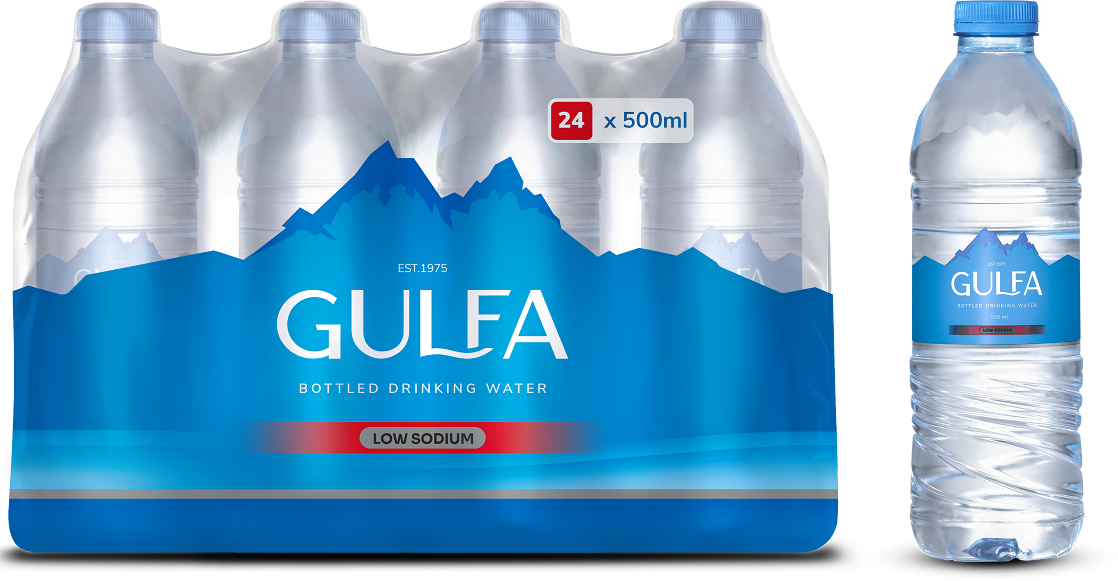 24 x 500ml
EST.1975
GULFA
BOTTLED DRINKING WATER
LOW SODIUM
EST.1975
GULFA
BOTTLED DRINKING WATER
500 ml
LOW SODIUM